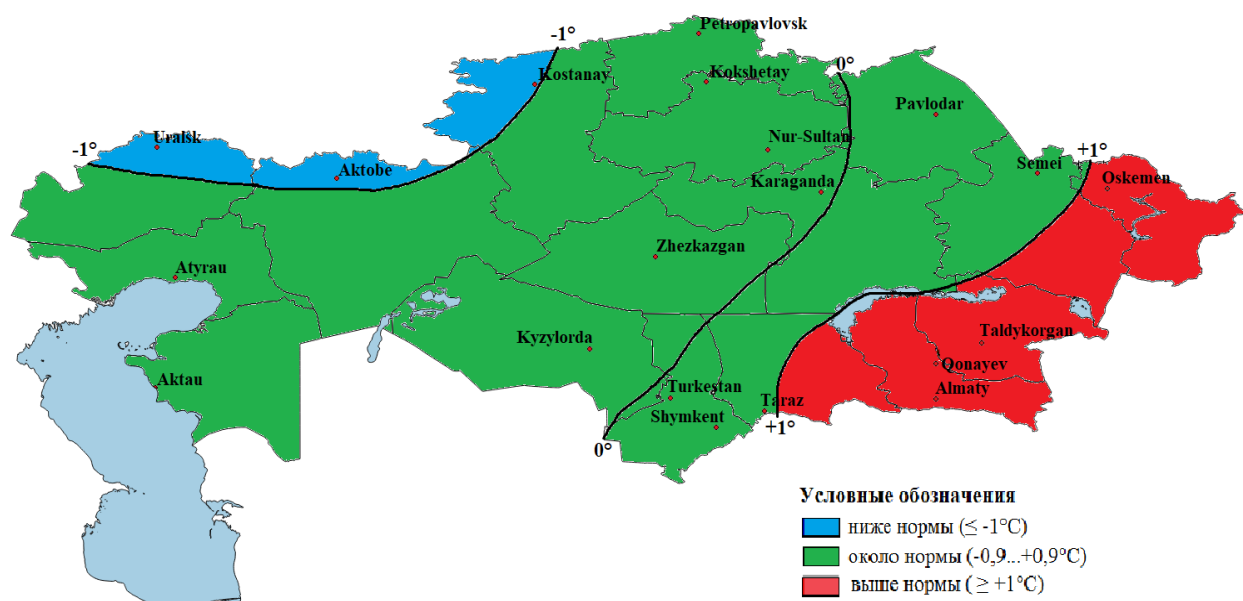 Petropavlovsk
-1°
Kostanay
Kokshetay
0°
Pavlodar
Uralsk
-1°
Aktobe
Nur-Sultan
Semei
+1°
Oskemen
Karaganda
Zhezkazgan
Atyrau
Kyzylorda
Taldykorgan
Qonayev
Aktau
Turkestan
Almaty
Taraz
Shymkent
+1°
0°
Условные обозначения
ниже нормы (≤ -1°C)
около нормы (-0,9...+0,9°C)
выше нормы ( ≥ +1°C)